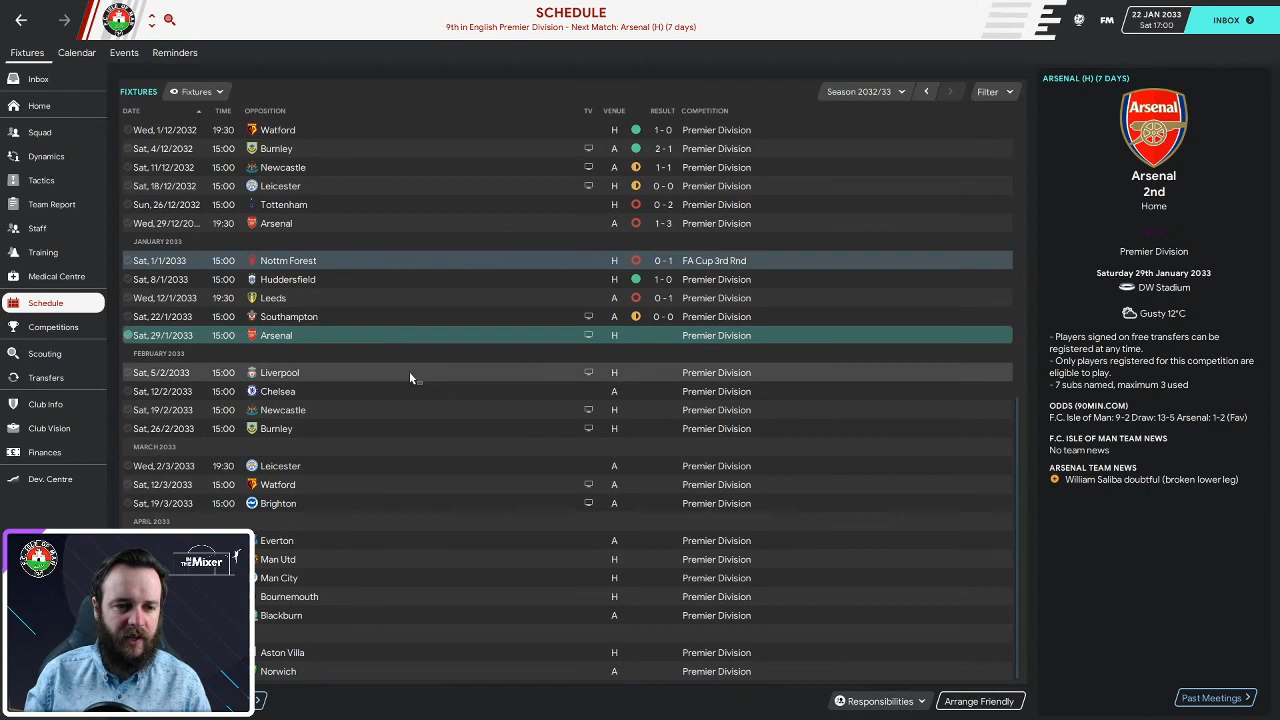 SCHEDULE
9th in English Premier Division - Next Match: Arsenal (H) (7 days)
FM
22 JAN 2033
Sat 17:00
INBOX
Fixtures Calendar Events Reminders
Inbox
Home
Squad
Dynamics
Tactics
Team Report
Staff
Training
Medical Centre
Schedule
Competitions
Scouting
Transfers
Club Info
Club Vision
Finances
Dev. Centre
FIXTURES Fixtures Season 2032/33 Filter
DATE TIME OPPOSITION TV VENUE RESULT COMPETITION
Wed, 1/12/2032 19:30 Watford H 1 - 0 Premier Division
Sat, 4/12/2032 15:00 Burnley A 2 - 1 Premier Division
Sat, 11/12/2032 15:00 Newcastle A 1 - 1 Premier Division
Sat, 18/12/2032 15:00 Leicester H 0 - 0 Premier Division
Sun, 26/12/2032 15:00 Tottenham H 0 - 2 Premier Division
Wed, 29/12/20... 19:30 Arsenal A 1 - 3 Premier Division
JANUARY 2033
Sat, 1/1/2033 15:00 Nottm Forest H 0 - 1 FA Cup 3rd Rnd
Sat, 8/1/2033 15:00 Huddersfield H 1 - 0 Premier Division
Wed, 12/1/2033 19:30 Leeds A 0 - 1 Premier Division
Sat, 22/1/2033 15:00 Southampton A 0 - 0 Premier Division
Sat, 29/1/2033 15:00 Arsenal H Premier Division
FEBRUARY 2033
Sat, 5/2/2033 15:00 Liverpool H Premier Division
Sat, 12/2/2033 15:00 Chelsea A Premier Division
Sat, 19/2/2033 15:00 Newcastle H Premier Division
Sat, 26/2/2033 15:00 Burnley H Premier Division
MARCH 2033
Wed, 2/3/2033 19:30 Leicester A Premier Division
Sat, 12/3/2033 15:00 Watford A Premier Division
Sat, 19/3/2033 15:00 Brighton A Premier Division
APRIL 2033
Everton A Premier Division
Man Utd H Premier Division
Man City H Premier Division
Bournemouth H Premier Division
Blackburn A Premier Division
Aston Villa H Premier Division
Norwich A Premier Division
Responsibilities Arrange Friendly
ARSENAL (H) (7 DAYS)
Arsenal
Arsenal
2nd
Home
Premier Division
Saturday 29th January 2033
DW Stadium
Gusty 12°C
- Players signed on free transfers can be
registered at any time.
- Only players registered for this competition are
eligible to play.
- 7 subs named, maximum 3 used
ODDS (90MIN.COM)
F.C. Isle of Man: 9-2 Draw: 13-5 Arsenal: 1-2 (Fav)
F.C. ISLE OF MAN TEAM NEWS
No team news
ARSENAL TEAM NEWS
William Saliba doubtful (broken lower leg)
Past Meetings
IN THE Mixer